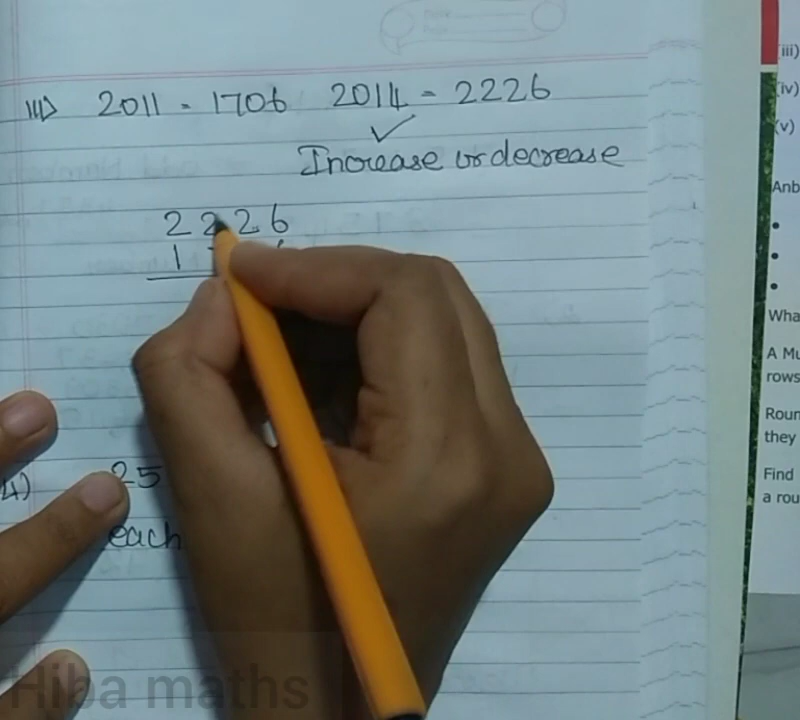 III) 2011 - 1706 2014 - 2226
Increase or decrease
2226
1
4) 25
each
Hiba maths
iii)
(iv)
(v)
Anb
•
•
•
Wha
A Mu
rows
Roun
they
Find
a rou